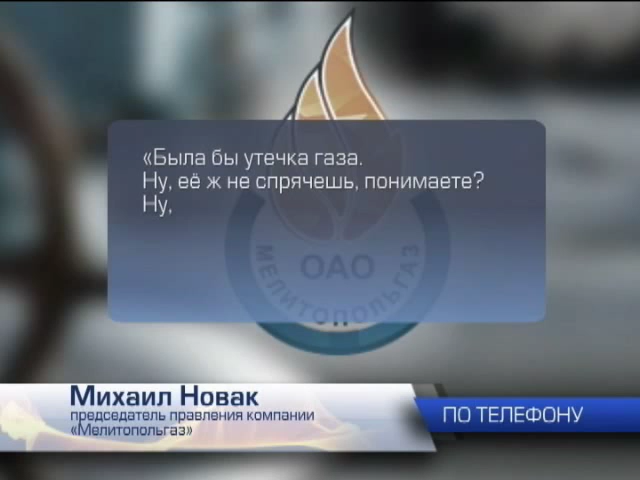 «Была бы утечка газа.
Ну, её ж не спрячешь, понимаете?
Ну,
ОАО
МЕЛИТОПОЛЬГАЗ
Михаил Новак
председатель правления компании
«Мелитопольгаз»
ПО ТЕЛЕФОНУ